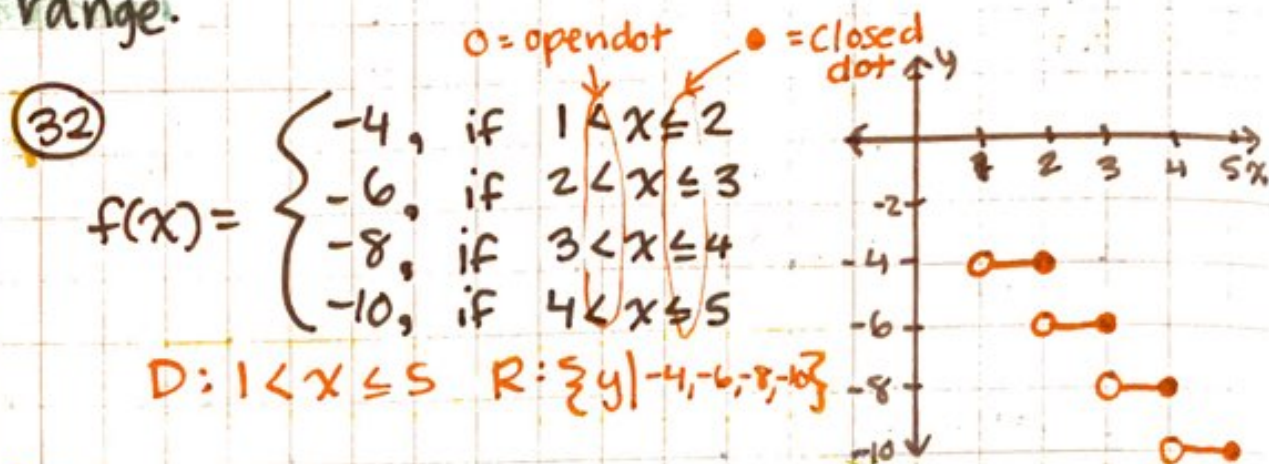 range.
O = open dot ● = Closed dot
32
f(x) = { -4, if 1 < x ≤ 2
-6, if 2 < x ≤ 3
-8, if 3 < x ≤ 4
-10, if 4 < x ≤ 5
D: 1 < x ≤ 5 R: {y|-4,-6,-8,-10}
y
1 2 3 4 5 x
-2
-4
-6
-8
-10